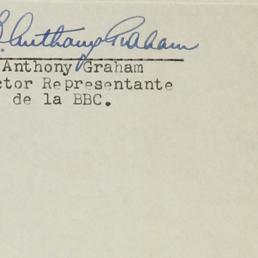 B. Anthony Graham
Anthony Graham
ctor Representante
de la BBC.